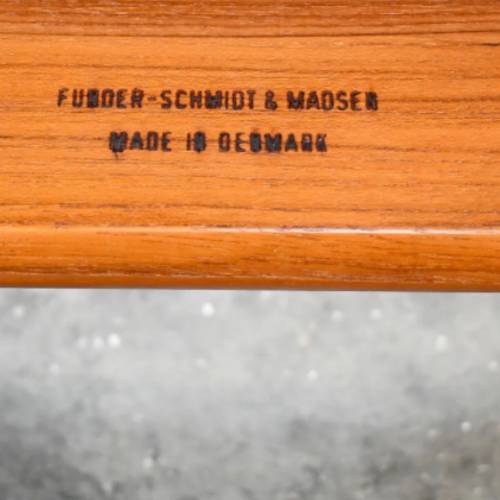 FUNDER-SCHMIDT & MADSEN
MADE IN DENMARK